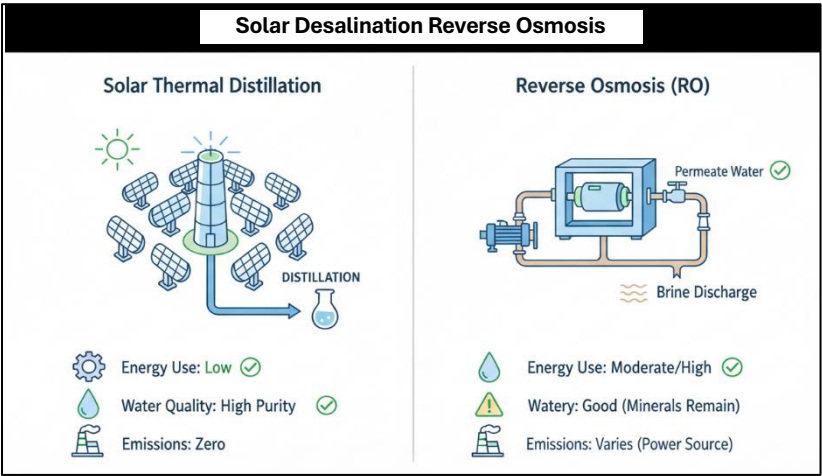 Solar Desalination Reverse Osmosis
Solar Thermal Distillation
DISTILLATION
Energy Use: Low
Water Quality: High Purity
Emissions: Zero
Reverse Osmosis (RO)
Permeate Water
Brine Discharge
Energy Use: Moderate/High
Watery: Good (Minerals Remain)
Emissions: Varies (Power Source)